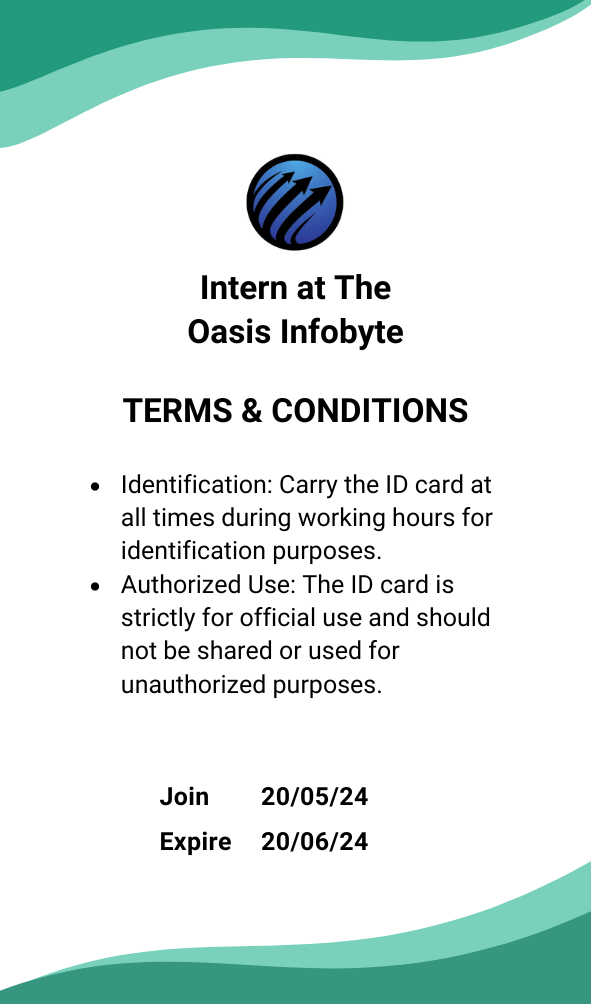 Intern at The
Oasis Infobyte
TERMS & CONDITIONS
• Identification: Carry the ID card at
all times during working hours for
identification purposes.
• Authorized Use: The ID card is
strictly for official use and should
not be shared or used for
unauthorized purposes.
Join 20/05/24
Expire 20/06/24